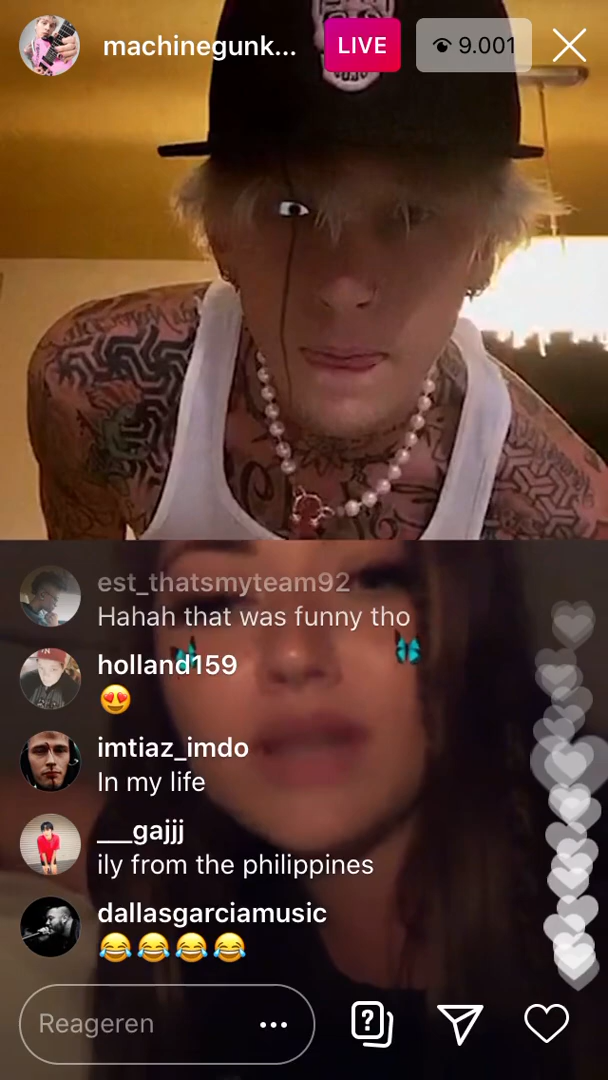 machinegunk...
LIVE
9.001
est_thatsmyteam92
Hahah that was funny tho
holland159
😍
imtiaz_imdo
In my life
___gajjj
ily from the philippines
dallasgarciamusic
😂😂😂😂
Reageren